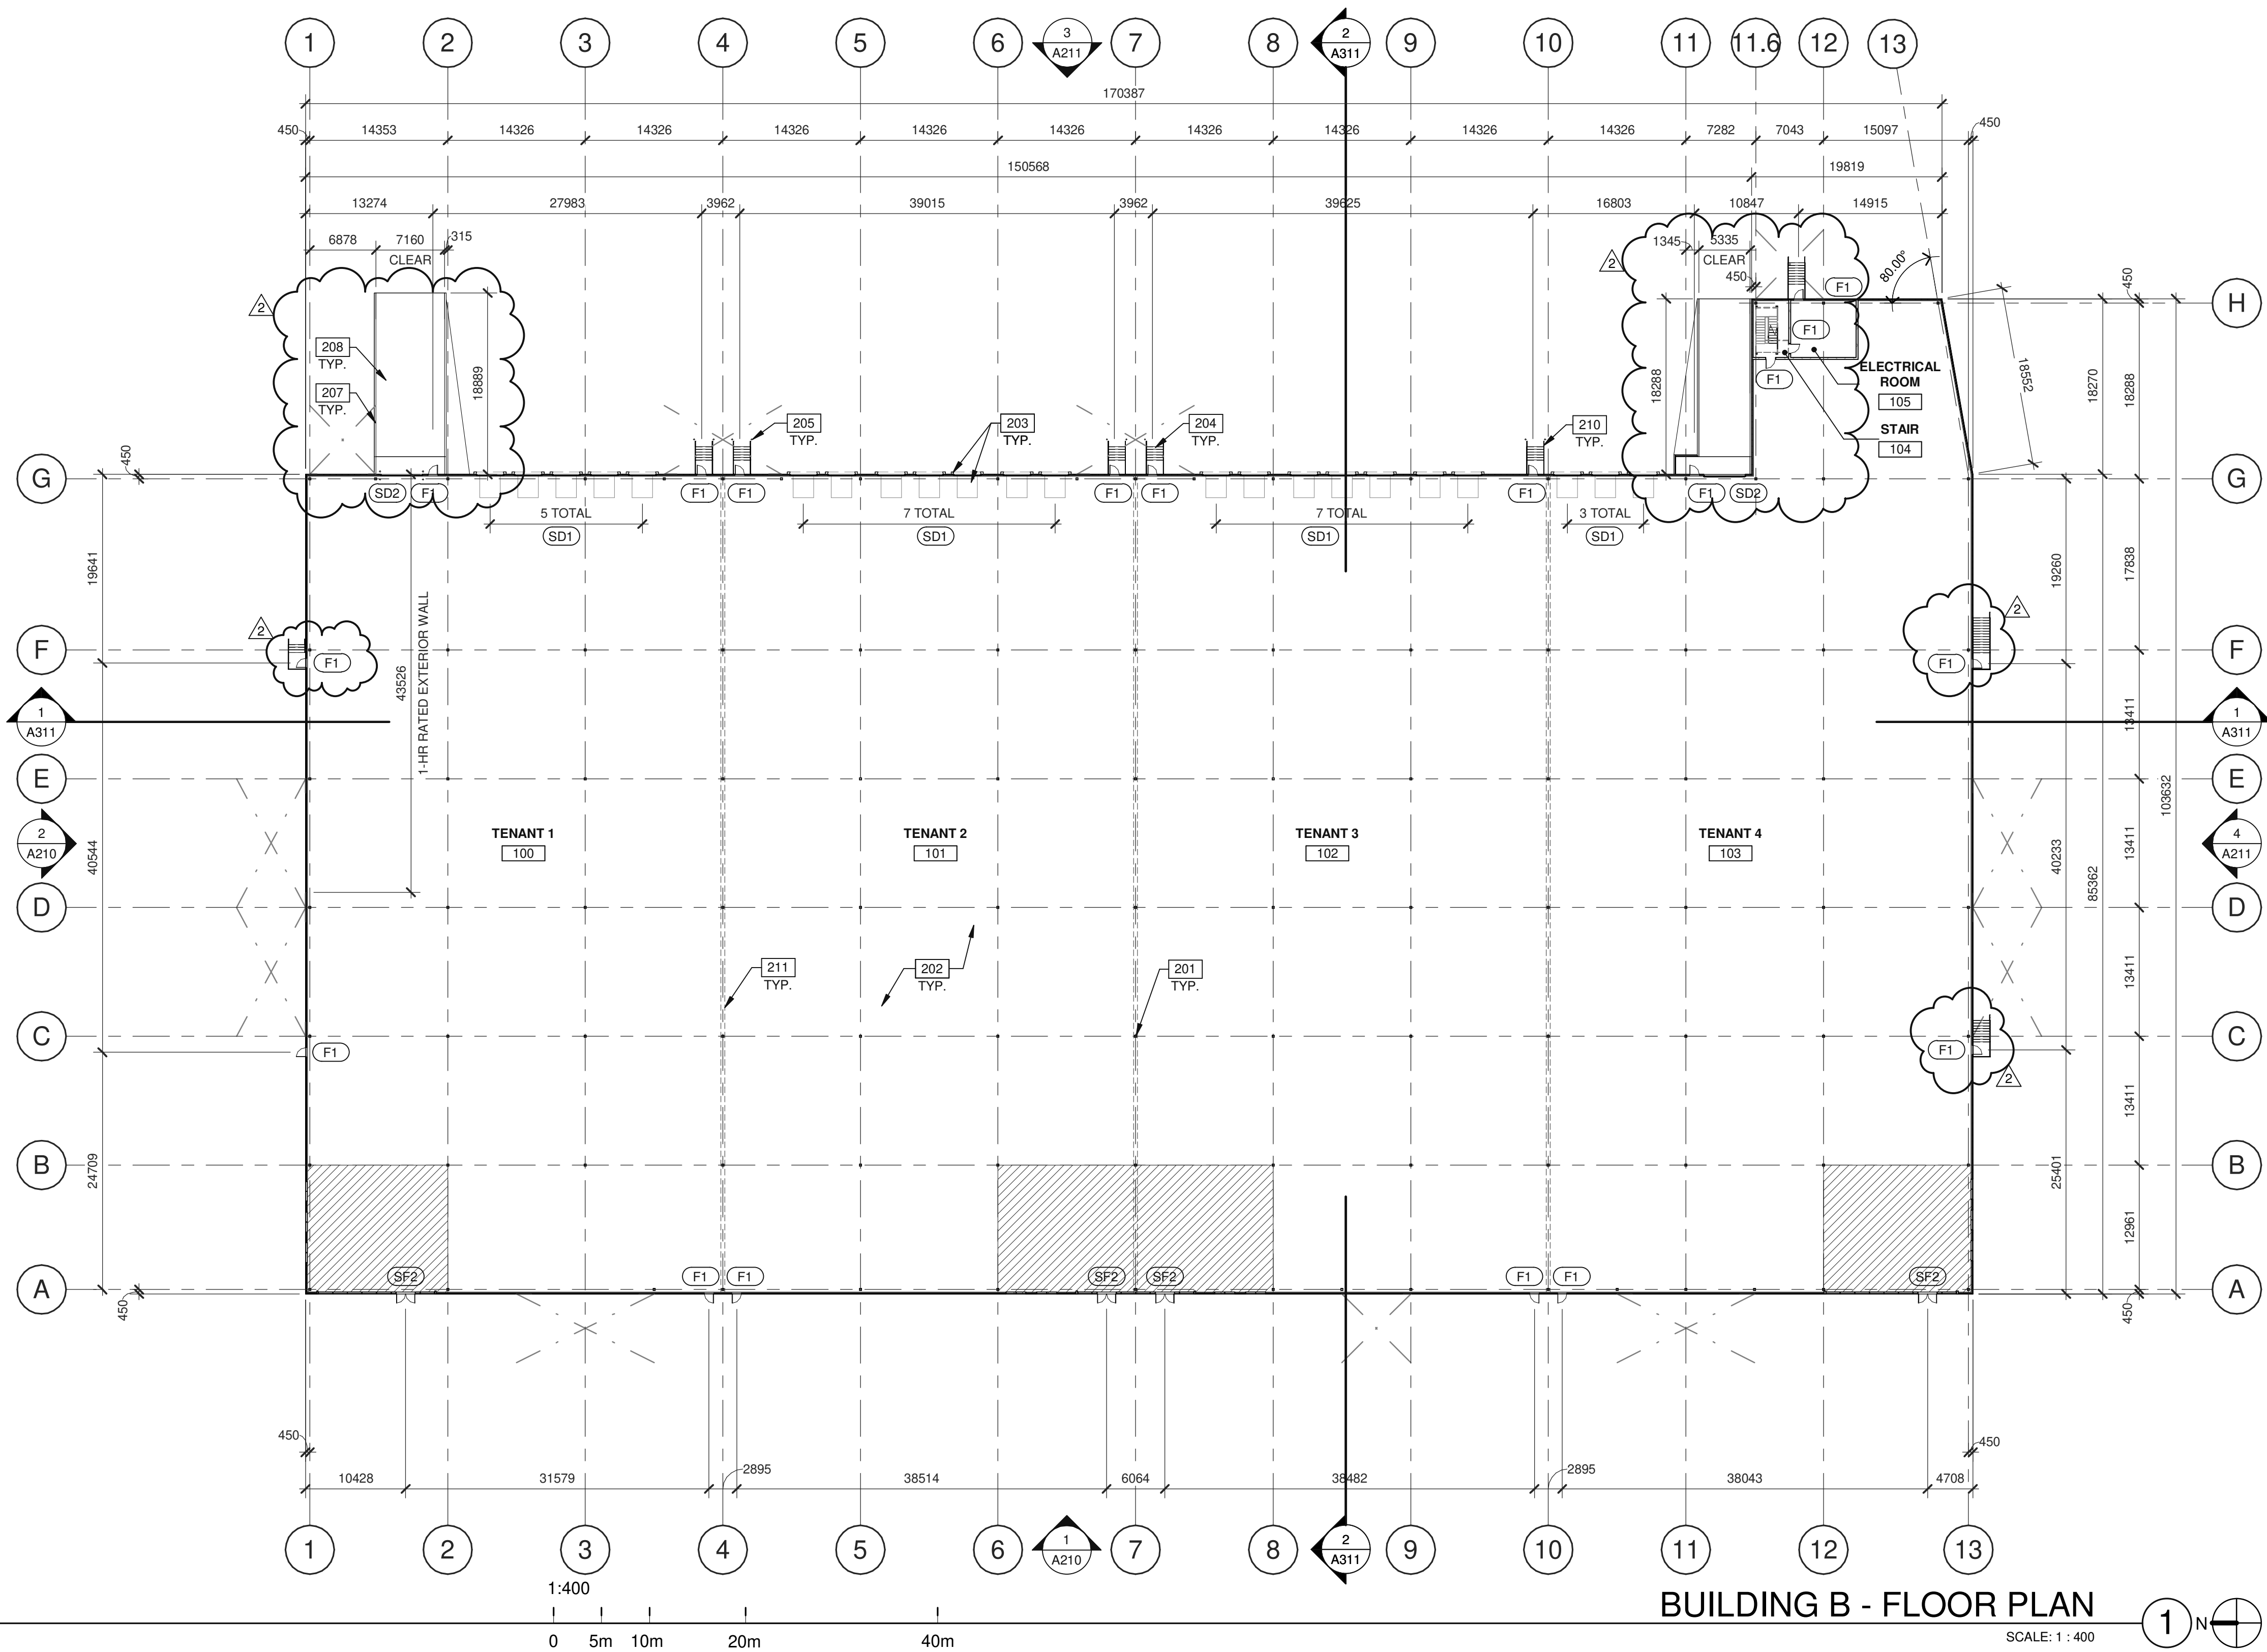 1 2 3 4 5 6 7 8 9 10 11 11.6 12 13
3
A211
2
A311
170387
450 14353 14326 14326 14326 14326 14326 14326 14326 14326 14326 7282 7043 15097 450
150568 19819
13274 27983 3962 39015 3962 39625 16803 10847 14915
6878 7160 315
CLEAR
1345 5335
CLEAR
450
80.00°
450
2
2
F1
H
H
208
TYP.
207
TYP.
18889
18288
F1
F1
ELECTRICAL
ROOM
105
STAIR
104
18552
18270
18288
205
TYP.
203
TYP.
204
TYP.
210
TYP.
450
G
G
SD2 F1 F1 F1 F1 F1 F1 F1 SD2
5 TOTAL
SD1
7 TOTAL
SD1
7 TOTAL
SD1
3 TOTAL
SD1
19641
19260
17838
2
F1
2
F1
F
F
43526
1-HR RATED EXTERIOR WALL
1
A311
1
A311
13411
E
E
103632
2
A210
4
A211
40544
TENANT 1
100
TENANT 2
101
TENANT 3
102
TENANT 4
103
40233
85362
13411
D
D
211
TYP.
202
TYP.
201
TYP.
13411
C
C
F1
F1
2
13411
B
B
24709
25401
12961
SF2 F1 F1 SF2 SF2 F1 F1 SF2
A
A
450
450
450
450
10428 31579 2895 38514 6064 38482 2895 38043 4708
1 2 3 4 5 6 7 8 9 10 11 12 13
1
A210
2
A311
1:400
0 5m 10m 20m 40m
BUILDING B - FLOOR PLAN
SCALE: 1 : 400
1
N